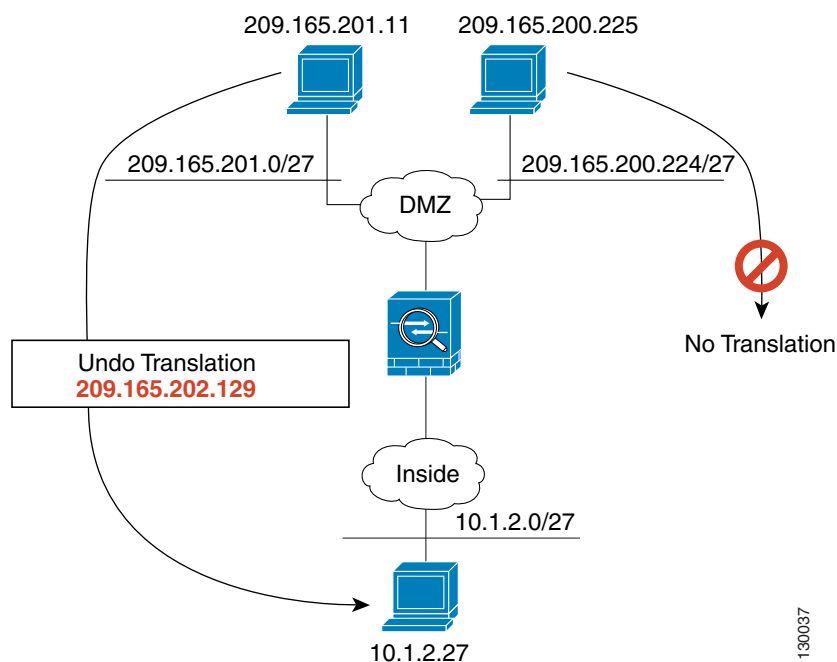 209.165.201.11
209.165.200.225
209.165.201.0/27
209.165.200.224/27
DMZ
No Translation
Undo Translation
209.165.202.129
Inside
10.1.2.0/27
10.1.2.27
130037